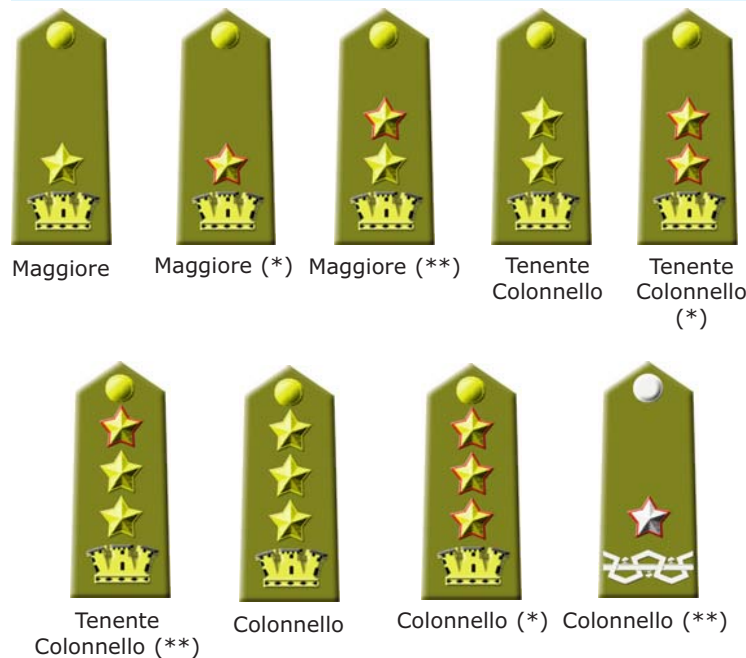 Maggiore
Maggiore (*)
Maggiore (**)
Tenente
Colonnello
Tenente
Colonnello
(*)
Tenente
Colonnello (**)
Colonnello
Colonnello (*)
Colonnello (**)